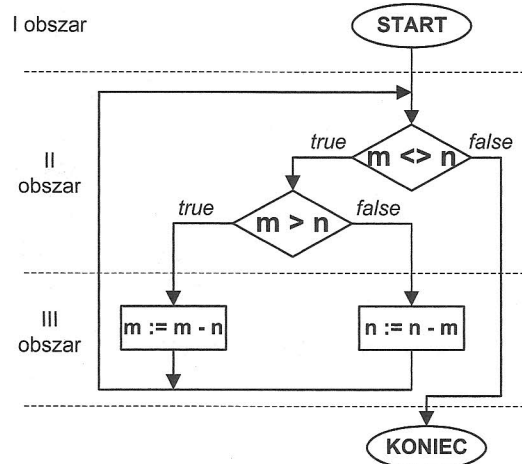 I obszar
START
true
false
m <> n
II
obszar
true
false
m > n
III
obszar
m := m - n
n := n - m
KONIEC